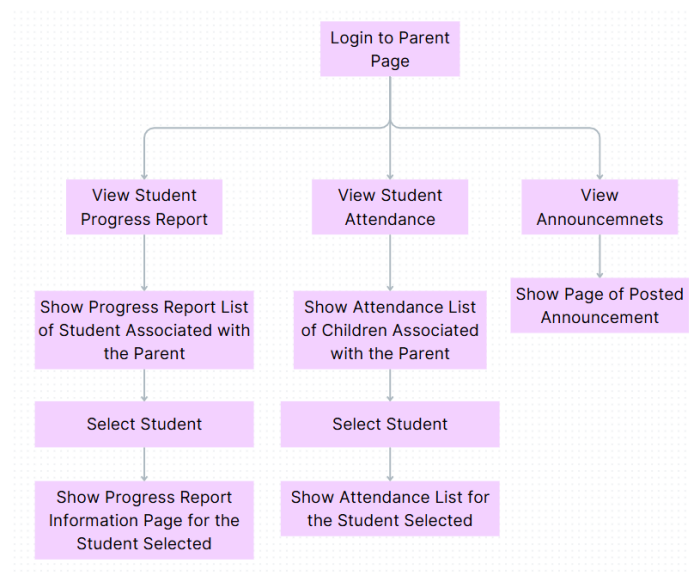 Login to Parent
Page
View Student
Progress Report
View Student
Attendance
View
Announcemnets
Show Progress Report List
of Student Associated with
the Parent
Show Attendance List
of Children Associated
with the Parent
Show Page of Posted
Announcement
Select Student
Select Student
Show Progress Report
Information Page for the
Student Selected
Show Attendance List for
the Student Selected